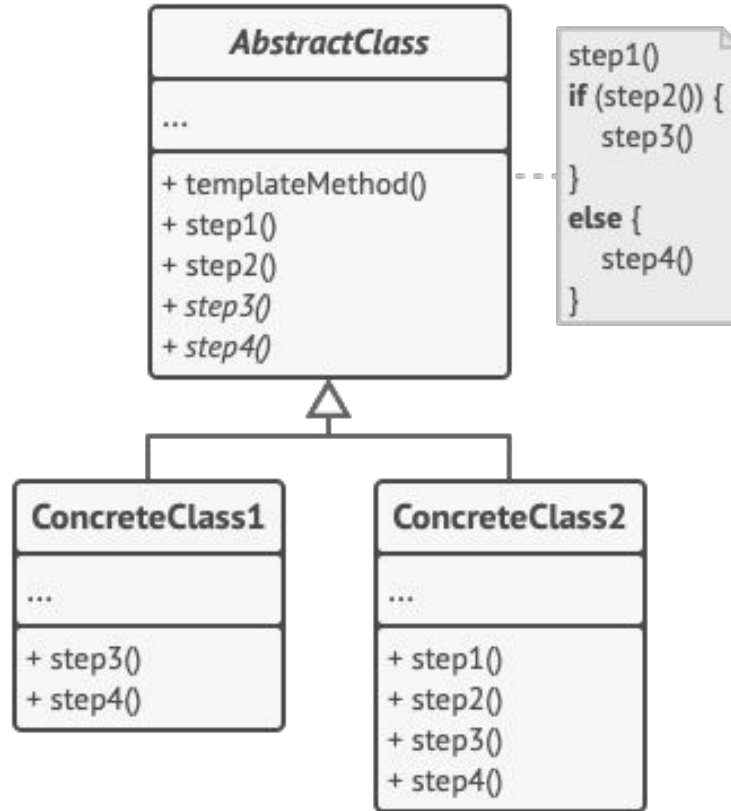 AbstractClass
...
+ templateMethod()
+ step1()
+ step2()
+ step3()
+ step4()
step1()
if (step2()) {
step3()
}
else {
step4()
}
ConcreteClass1
...
+ step3()
+ step4()
ConcreteClass2
...
+ step1()
+ step2()
+ step3()
+ step4()